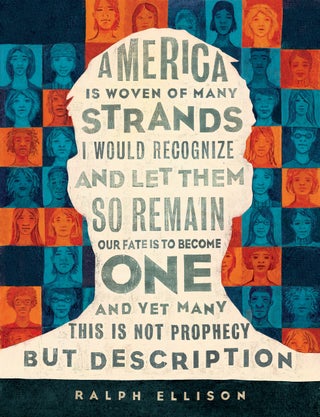 AMERICA
IS WOVEN OF MANY
STRANDS
I WOULD RECOGNIZE
AND LET THEM
SO REMAIN
OUR FATE IS TO BECOME
ONE
AND YET MANY
THIS IS NOT PROPHECY
BUT DESCRIPTION
RALPH ELLISON